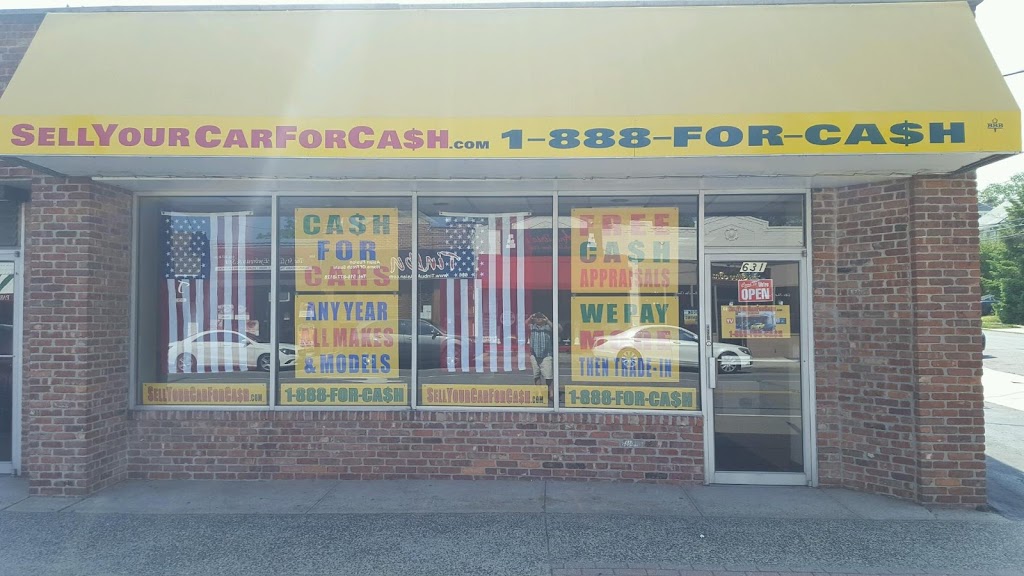 SELLYOURCARFORCA$H.COM 1-888-FOR-CA$H
CA$H
FOR
CARS
ANY YEAR
ALL MAKES
& MODELS
FREE
CA$H
APPRAISALS
WE PAY
MORE
THEN TRADE-IN
631
OPEN
SELLYOURCARFORCA$H.COM
1-888-FOR-CA$H
SELLYOURCARFORCA$H.COM
1-888-FOR-CA$H